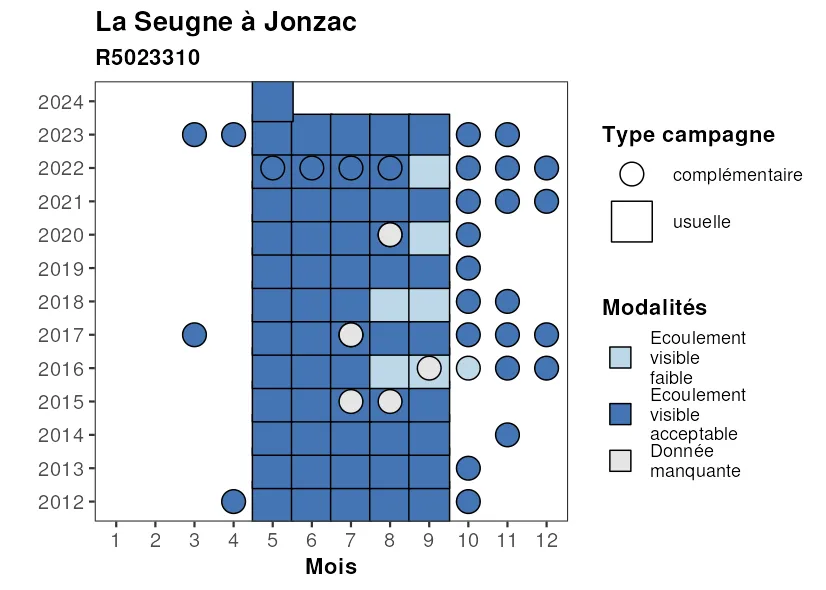 La Seugne à Jonzac
R5023310
2024
2023
2022
2021
2020
2019
2018
2017
2016
2015
2014
2013
2012
1 2 3 4 5 6 7 8 9 10 11 12
Mois
Type campagne
complémentaire
usuelle
Modalités
Ecoulement
visible
faible
Ecoulement
visible
acceptable
Donnée
manquante